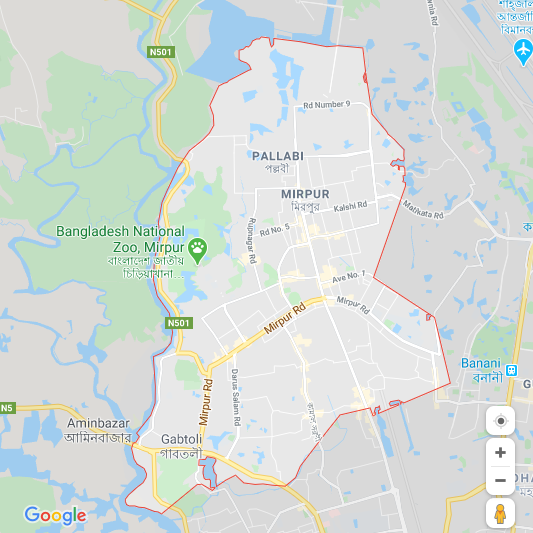 শাহজালাল
আন্তর্জাতি
বিমানবন্
N501
Rd Number 9
PALLABI
পল্লবী
MIRPUR
মিরপুর
Kalshi Rd
Matikata Rd
Rupnagar Rd
Rd No. 5
Bangladesh National
Zoo, Mirpur
বাংলাদেশ জাতীয়
চিড়িয়াখানা...
Ave No. 1
Mirpur Rd
N501
Mirpur Rd
Banani
বনানী
Darus Salam Rd
Mirpur Rd
N5
Aminbazar
আমিনবাজার
Gabtoli
গাবতলী
Google